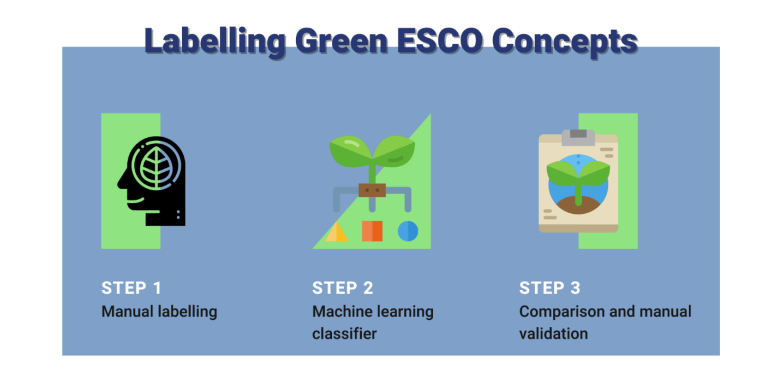 Labelling Green ESCO Concepts
STEP 1
Manual labelling
STEP 2
Machine learning
classifier
STEP 3
Comparison and manual
validation